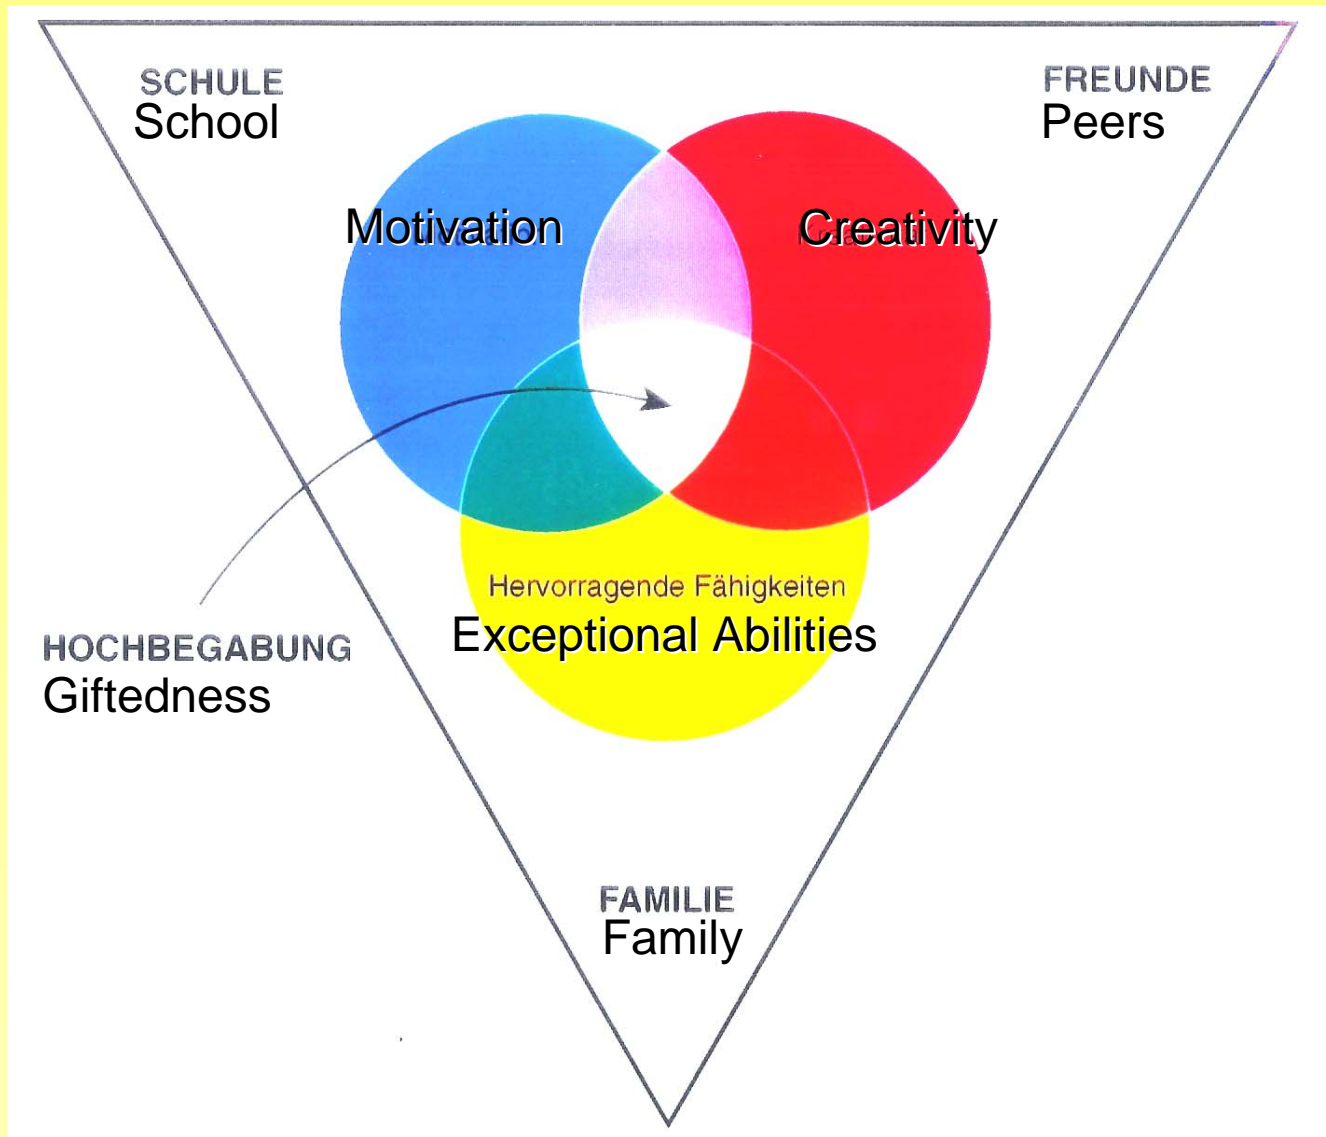 SCHULE
School
FREUNDE
Peers
Motivation
Creativity
Hervorragende Fähigkeiten
Exceptional Abilities
HOCHBEGABUNG
Giftedness
FAMILIE
Family